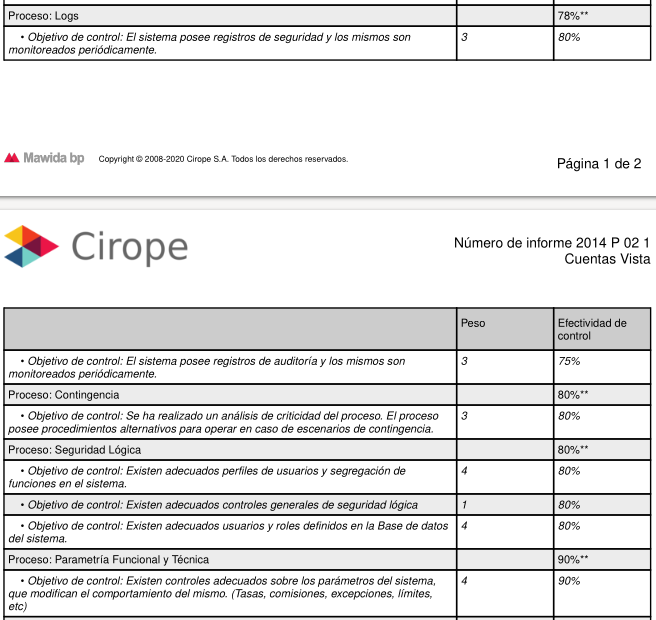 Proceso: Logs 78%**
• Objetivo de control: El sistema posee registros de seguridad y los mismos son 3 80%
monitoreados periódicamente.
Mawida bp Copyright © 2008-2020 Cirope S.A. Todos los derechos reservados.
Página 1 de 2
Cirope
Número de informe 2014 P 02 1
Cuentas Vista
Peso Efectividad de
control
• Objetivo de control: El sistema posee registros de auditoría y los mismos son 3 75%
monitoreados periódicamente.
Proceso: Contingencia 80%**
• Objetivo de control: Se ha realizado un análisis de criticidad del proceso. El proceso 3 80%
posee procedimientos alternativos para operar en caso de escenarios de contingencia.
Proceso: Seguridad Lógica 80%**
• Objetivo de control: Existen adecuados perfiles de usuarios y segregación de 4 80%
funciones en el sistema.
• Objetivo de control: Existen adecuados controles generales de seguridad lógica 1 80%
• Objetivo de control: Existen adecuados usuarios y roles definidos en la Base de datos 4 80%
del sistema.
Proceso: Parametría Funcional y Técnica 90%**
• Objetivo de control: Existen controles adecuados sobre los parámetros del sistema, 4 90%
que modifican el comportamiento del mismo. (Tasas, comisiones, excepciones, límites,
etc)